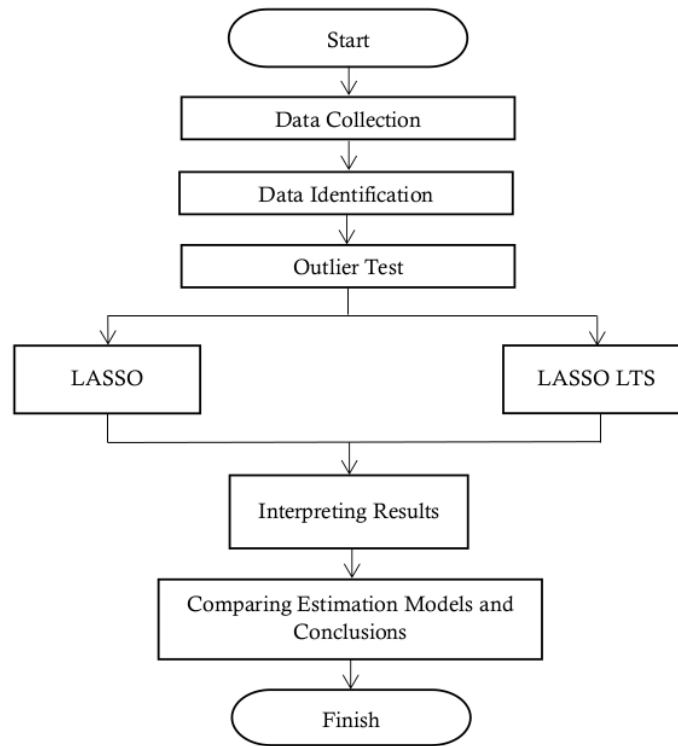 Start
Data Collection
Data Identification
Outlier Test
LASSO
LASSO LTS
Interpreting Results
Comparing Estimation Models and
Conclusions
Finish